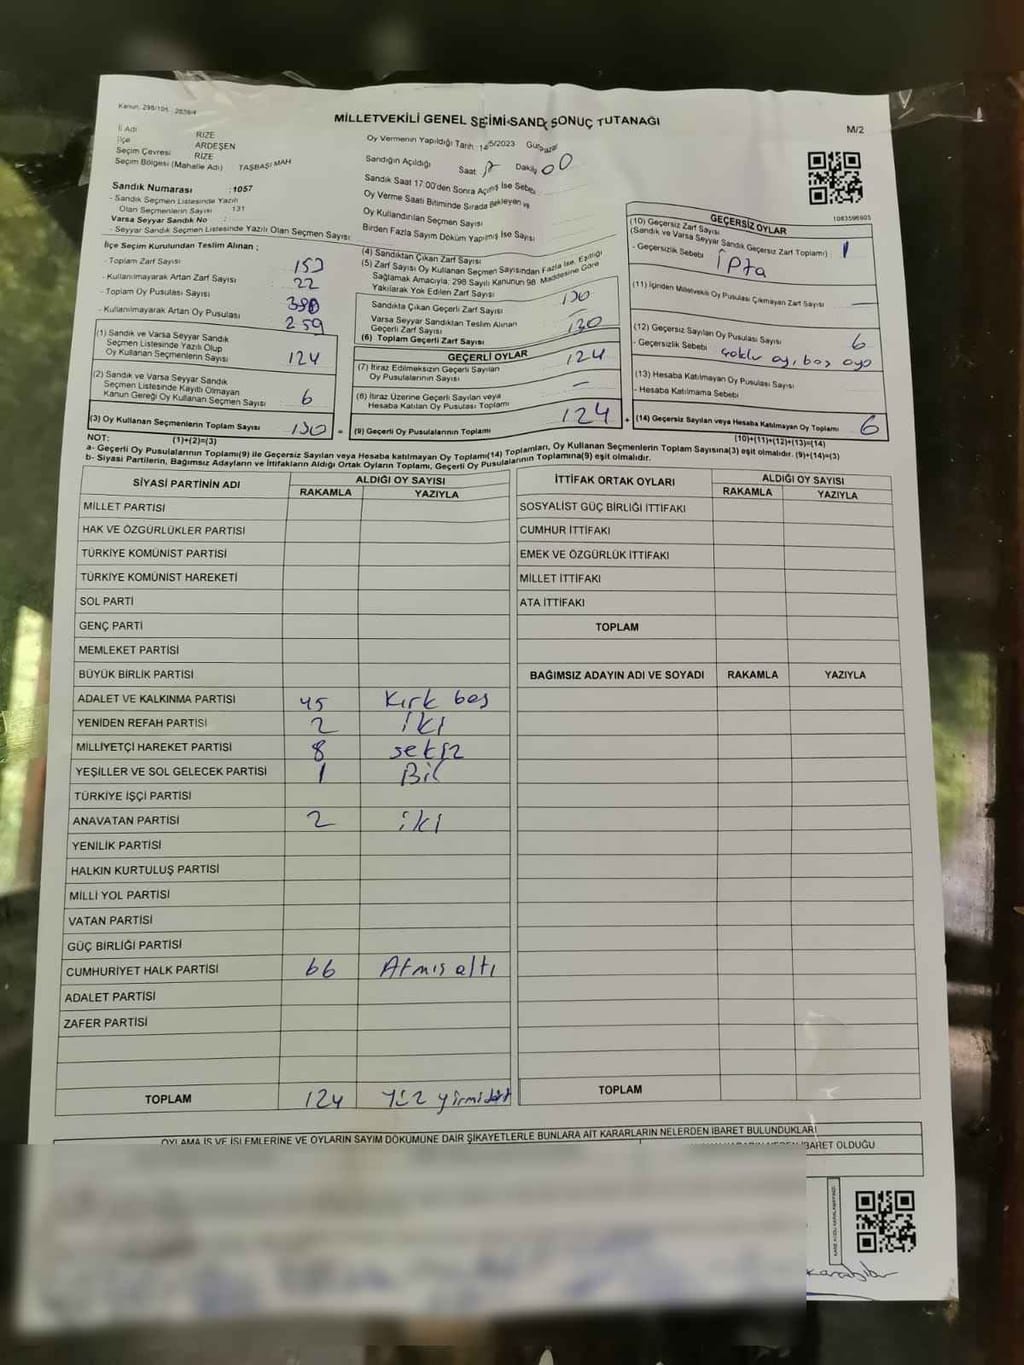 MİLLETVEKİLİ GENEL SEÇİMİ SANDIK SONUÇ TUTANAĞI
M/2
İl Adı RİZE
İlçe ARDEŞEN
Seçim Çevresi RİZE
Seçim Bölgesi (Mahalle Adı) TAŞBAŞI MAH
Oy Vermenin Yapıldığı Tarih
Sandığın Açıldığı Saat 17 Dakika 00
Sandık Saat 17:00'den Sonra Açılmış İse Sebebi
Oy Verme Saati Bitiminde Sırada Bekleyen ve
Oy Kullandırılan Seçmen Sayısı
Birden Fazla Sayım Döküm Yapılmış İse Sayısı
1083598605
Sandık Numarası : 1057
- Sandık Seçmen Listesinde Yazılı
Olan Seçmenlerin Sayısı : 131
Varsa Seyyar Sandık No :
- Seyyar Sandık Seçmen Listesinde Yazılı Olan Seçmen Sayısı
İlçe Seçim Kurulundan Teslim Alınan ;
- Toplam Zarf Sayısı 152
- Kullanılmayarak Artan Zarf Sayısı 22
- Toplam Oy Pusulası Sayısı
- Kullanılmayarak Artan Oy Pusulası 259
(1) Sandık ve Varsa Seyyar Sandık
Seçmen Listesinde Yazılı Olup
Oy Kullanan Seçmenlerin Sayısı 124
(2) Sandık ve Varsa Seyyar Sandık
Seçmen Listesinde Kayıtlı Olmayan
Kanun Gereği Oy Kullanan Seçmen Sayısı 6
(3) Oy Kullanan Seçmenlerin Toplam Sayısı 130
(4) Sandıktan Çıkan Zarf Sayısı
(5) Zarf Sayısı Oy Kullanan Seçmen Sayısından Fazla İse, Eşitliği
Sağlamak Amacıyla; 298 Sayılı Kanunun 98. Maddesine Göre
Yakılarak Yok Edilen Zarf Sayısı
Sandıkta Çıkan Geçerli Zarf Sayısı 130
Varsa Seyyar Sandıktan Teslim Alınan
Geçerli Zarf Sayısı —
(6) Toplam Geçerli Zarf Sayısı 130
GEÇERLİ OYLAR
(7) İtiraz Edilmeksizin Geçerli Sayılan
Oy Pusulalarının Sayısı 124
(8) İtiraz Üzerine Geçerli Sayılan veya
Hesaba Katılan Oy Pusulası Toplamı —
(9) Geçerli Oy Pusulalarının Toplamı 124
GEÇERSİZ OYLAR
(10) Geçersiz Zarf Sayısı
(Sandık ve Varsa Seyyar Sandık Geçersiz Zarf Toplamı) 1
- Geçersizlik Sebebi
(11) İçinden Milletvekili Oy Pusulası Çıkmayan Zarf Sayısı —
(12) Geçersiz Sayılan Oy Pusulası Sayısı 6
- Geçersizlik Sebebi çoklu oy, boş oyo
(13) Hesaba Katılmayan Oy Pusulası Sayısı
- Hesaba Katılmama Sebebi
(14) Geçersiz Sayılan veya Hesaba Katılmayan Oy Toplamı 6
NOT: (1)+(2)=(3)
(10)+(11)+(12)+(13)=(14)
a- Geçerli Oy Pusulalarının Toplamı(9) ile Geçersiz Sayılan veya Hesaba katılmayan Oy Toplamı(14) Toplamları, Oy Kullanan Seçmenlerin Toplam Sayısına(3) eşit olmalıdır. (9)+(14)=(3)
b- Siyasi Partilerin, Bağımsız Adayların ve İttifakların Aldığı Ortak Oyların Toplamı, Geçerli Oy Pusulalarının Toplamına(9) eşit olmalıdır.
SİYASİ PARTİNİN ADI ALDIĞI OY SAYISI
RAKAMLA YAZIYLA
MİLLET PARTİSİ
HAK VE ÖZGÜRLÜKLER PARTİSİ
TÜRKİYE KOMÜNİST PARTİSİ
TÜRKİYE KOMÜNİST HAREKETİ
SOL PARTİ
GENÇ PARTİ
MEMLEKET PARTİSİ
BÜYÜK BİRLİK PARTİSİ
ADALET VE KALKINMA PARTİSİ 45 Kırk beş
YENİDEN REFAH PARTİSİ 2 iki
MİLLİYETÇİ HAREKET PARTİSİ 8 sekiz
YEŞİLLER VE SOL GELECEK PARTİSİ 1 Bir
TÜRKİYE İŞÇİ PARTİSİ
ANAVATAN PARTİSİ 2 iki
YENİLİK PARTİSİ
HALKIN KURTULUŞ PARTİSİ
MİLLİ YOL PARTİSİ
VATAN PARTİSİ
GÜÇ BİRLİĞİ PARTİSİ
CUMHURİYET HALK PARTİSİ 66 Atmış altı
ADALET PARTİSİ
ZAFER PARTİSİ
TOPLAM 124 Yüz yirmidört
İTTİFAK ORTAK OYLARI ALDIĞI OY SAYISI
RAKAMLA YAZIYLA
SOSYALİST GÜÇ BİRLİĞİ İTTİFAKI
CUMHUR İTTİFAKI
EMEK VE ÖZGÜRLÜK İTTİFAKI
MİLLET İTTİFAKI
ATA İTTİFAKI
TOPLAM
BAĞIMSIZ ADAYIN ADI VE SOYADI RAKAMLA YAZIYLA
TOPLAM
OYLAMA İŞ VE İŞLEMLERİNE VE OYLARIN SAYIM DÖKÜMÜNE DAİR ŞİKAYETLERLE BUNLARA AİT KARARLARIN NELERDEN İBARET BULUNDUKLARI
İBARET OLDUĞU